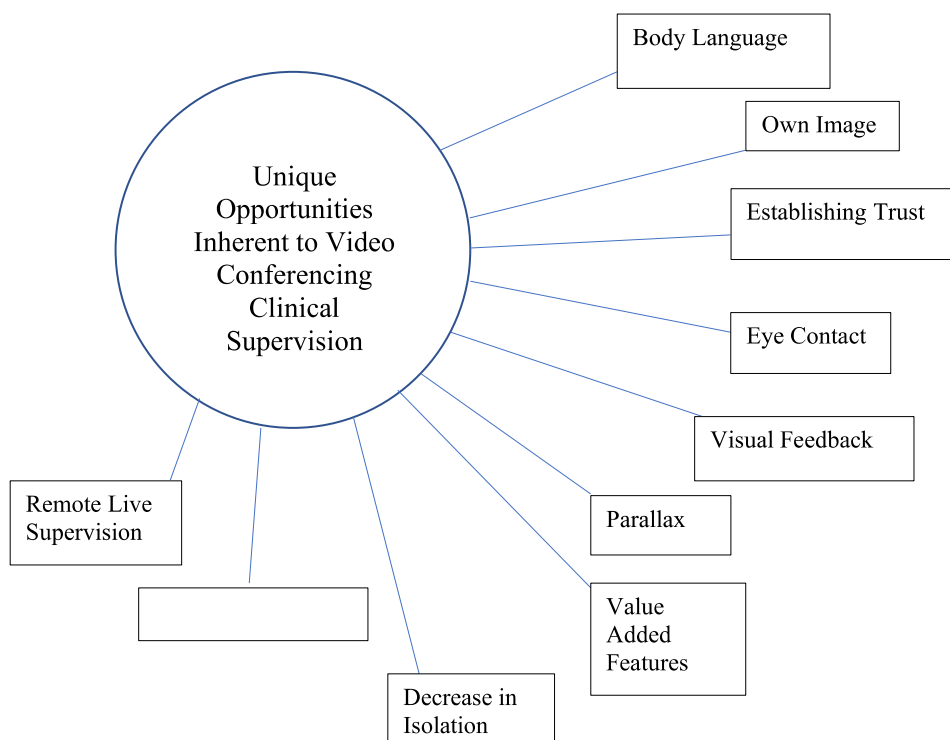 Body Language
Own Image
Unique
Opportunities
Inherent to Video
Conferencing
Clinical
Supervision
Establishing Trust
Eye Contact
Visual Feedback
Remote Live
Supervision
Parallax
Value
Added
Features
Decrease in
Isolation